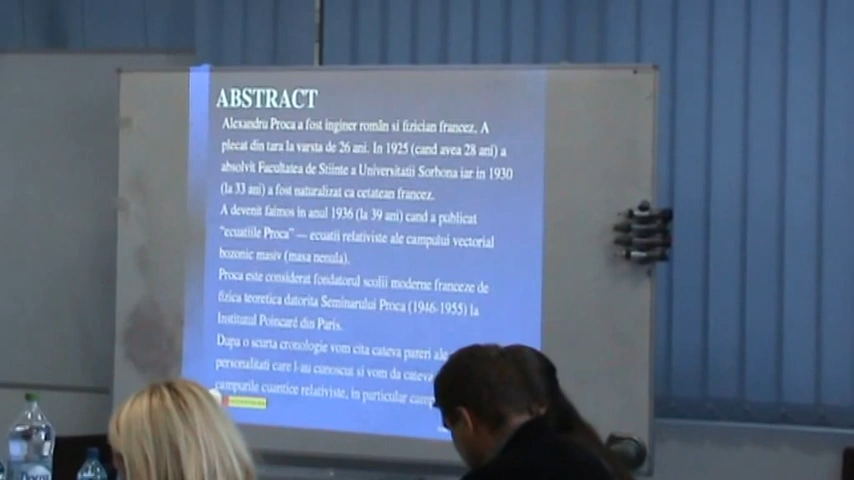 ABSTRACT
Alexandru Proca a fost inginer român si fizician francez. A
plecat din tara la varsta de 26 ani. In 1925 (cand avea 28 ani) a
absolvit Facultatea de Stiinte a Universitatii Sorbona iar in 1930
(la 33 ani) a fost naturalizat ca cetatean francez.
A devenit faimos in anul 1936 (la 39 ani) cand a publicat
“ecuatiile Proca” — ecuatii relativiste ale campului vectorial
bozonic masiv (masa nenula).
Proca este considerat fondatorul scolii moderne franceze de
fizica teoretica datorita Seminarului Proca (1946-1955) la
Institutul Poincaré din Paris.
Dupa o scurta cronologie vom cita cateva pareri ale
personalitati care l-au cunoscut si vom da cateva
campurile cuantice relativiste, in particular